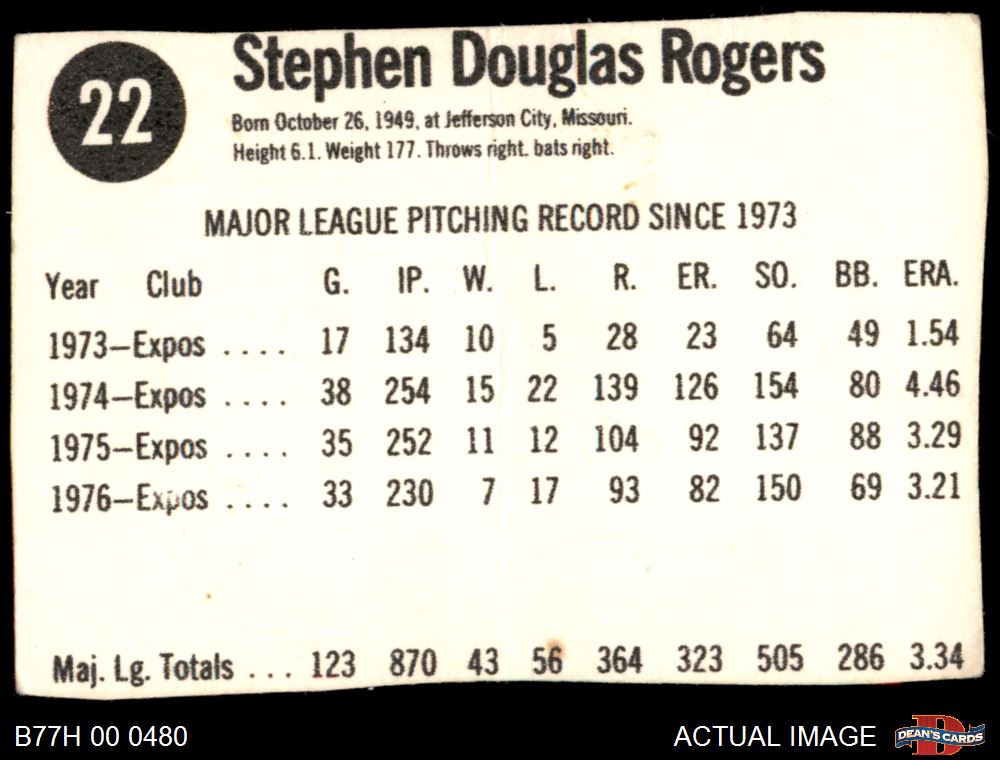 22
Stephen Douglas Rogers
Born October 26, 1949, at Jefferson City, Missouri.
Height 6.1. Weight 177. Throws right. bats right.
MAJOR LEAGUE PITCHING RECORD SINCE 1973
Year Club G. IP. W. L. R. ER. SO. BB. ERA.
1973—Expos .... 17 134 10 5 28 23 64 49 1.54
1974—Expos .... 38 254 15 22 139 126 154 80 4.46
1975—Expos .... 35 252 11 12 104 92 137 88 3.29
1976—Expos .... 33 230 7 17 93 82 150 69 3.21
Maj. Lg. Totals ... 123 870 43 56 364 323 505 286 3.34
B77H 00 0480 ACTUAL IMAGE D DEAN'S CARDS